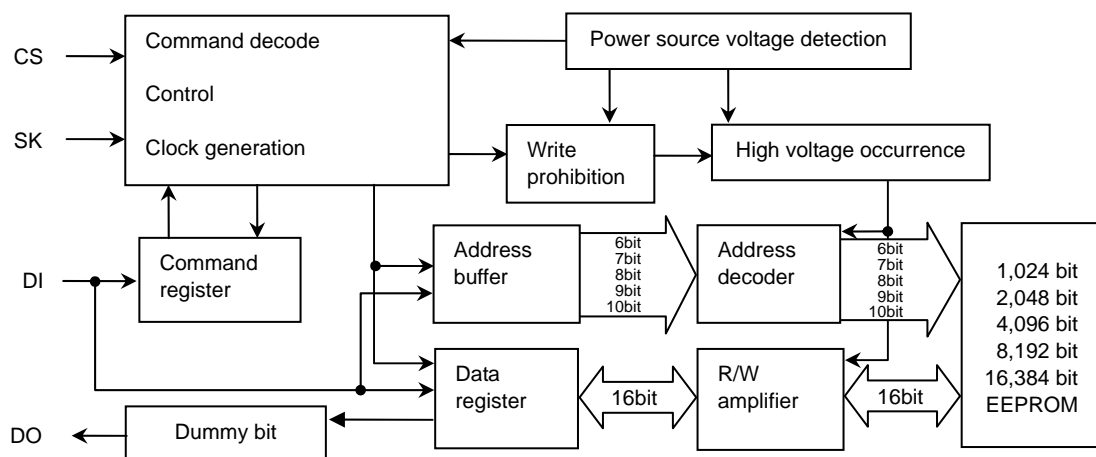 Command decode
Control
Clock generation
Power source voltage detection
CS
SK
Write
prohibition
High voltage occurrence
DI
Command
register
Address
buffer
6bit
7bit
8bit
9bit
10bit
Address
decoder
6bit
7bit
8bit
9bit
10bit
1,024 bit
2,048 bit
4,096 bit
8,192 bit
16,384 bit
EEPROM
Data
register
16bit
R/W
amplifier
16bit
DO
Dummy bit